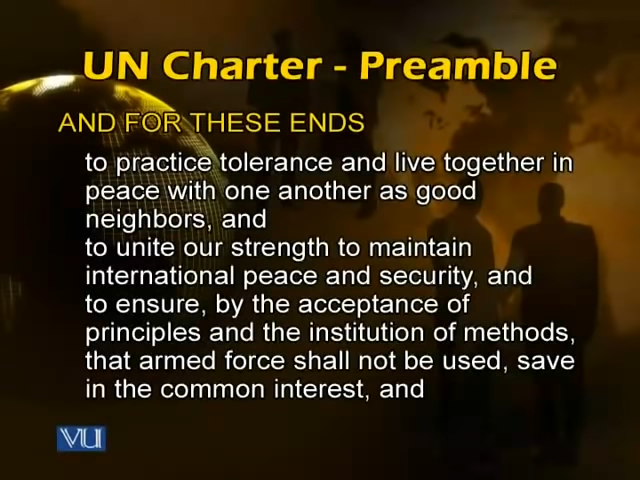 UN Charter - Preamble
AND FOR THESE ENDS
to practice tolerance and live together in
peace with one another as good
neighbors, and
to unite our strength to maintain
international peace and security, and
to ensure, by the acceptance of
principles and the institution of methods,
that armed force shall not be used, save
in the common interest, and
VU